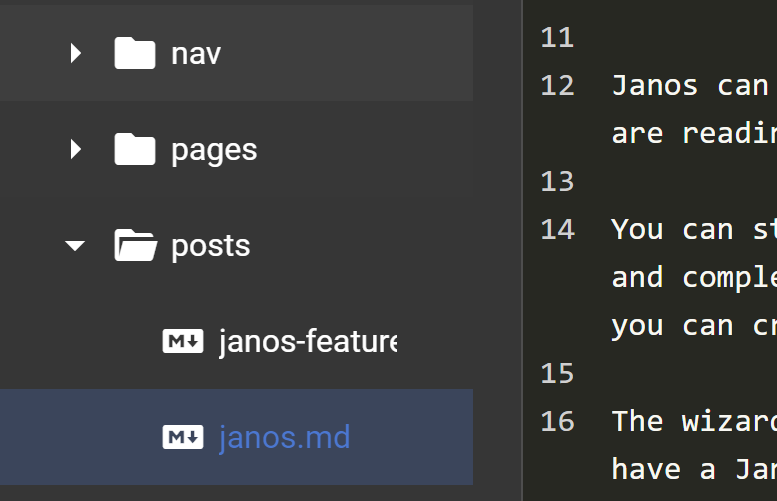 nav
pages
posts
janos-feature
janos.md
11
12 Janos can
are readin
13
14 You can st
and comple
you can cr
15
16 The wizard
have a Jan